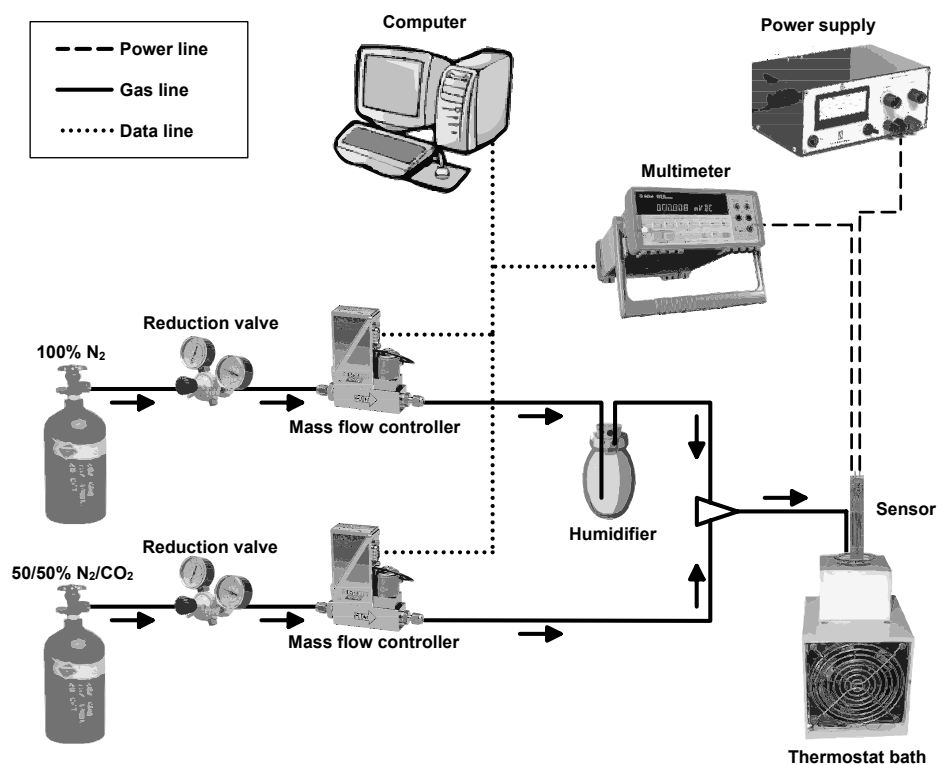 Computer
Power supply
Power line
Gas line
Data line
Multimeter
Reduction valve
100% N₂
Mass flow controller
Humidifier
Sensor
Reduction valve
50/50% N₂/CO₂
Mass flow controller
Thermostat bath